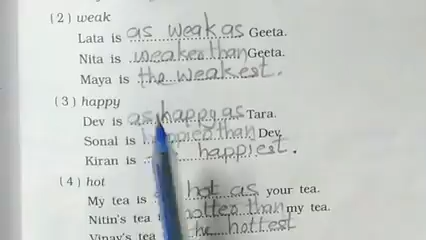 (2) weak
Lata is as weak as Geeta.
Nita is weaker than Geeta.
Maya is the weakest.
(3) happy
Dev is as happy as Tara.
Sonal is happier than Dev.
Kiran is happiest.
(4) hot
My tea is hot as your tea.
Nitin's tea hotter than my tea.
Vinay's tea the hottest